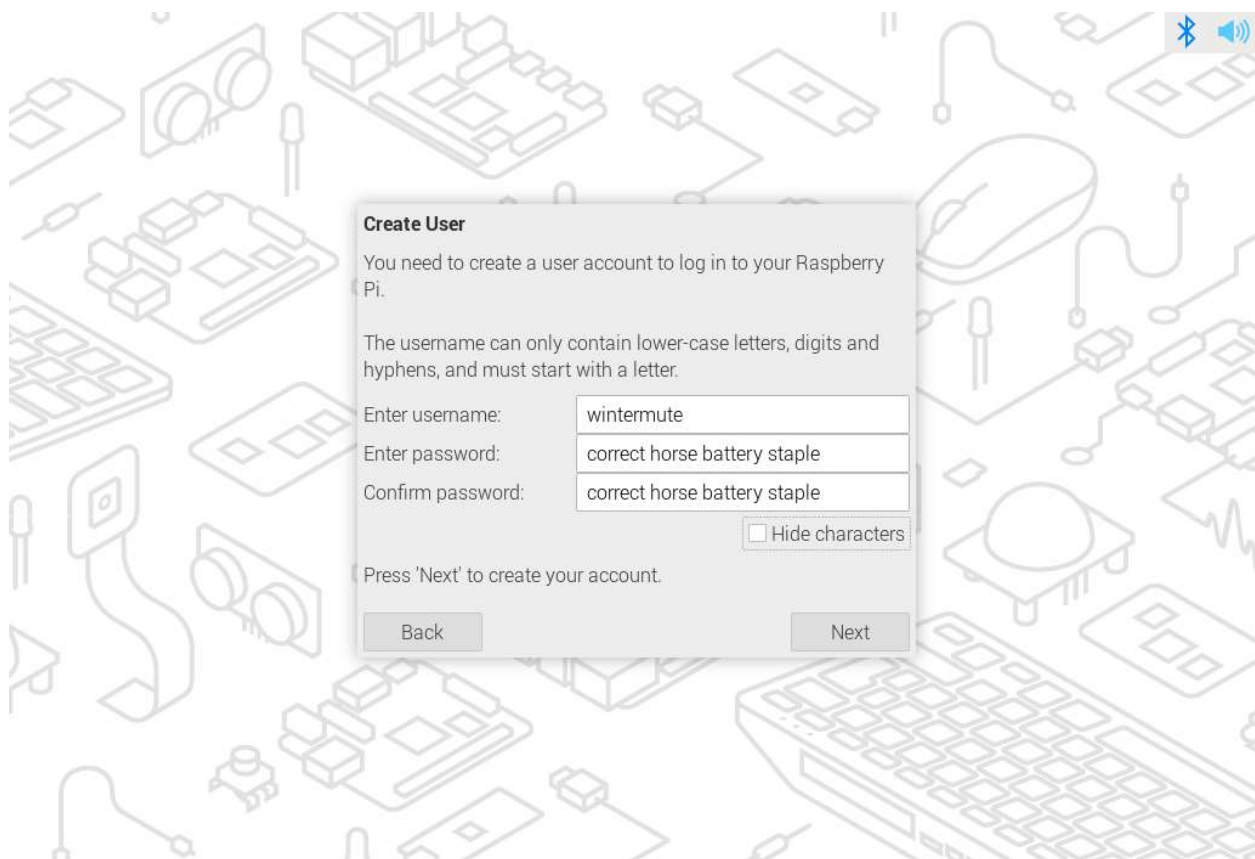 Create User
You need to create a user account to log in to your Raspberry
Pi.
The username can only contain lower-case letters, digits and
hyphens, and must start with a letter.
Enter username: wintermute
Enter password: correct horse battery staple
Confirm password: correct horse battery staple
Hide characters
Press 'Next' to create your account.
Back Next